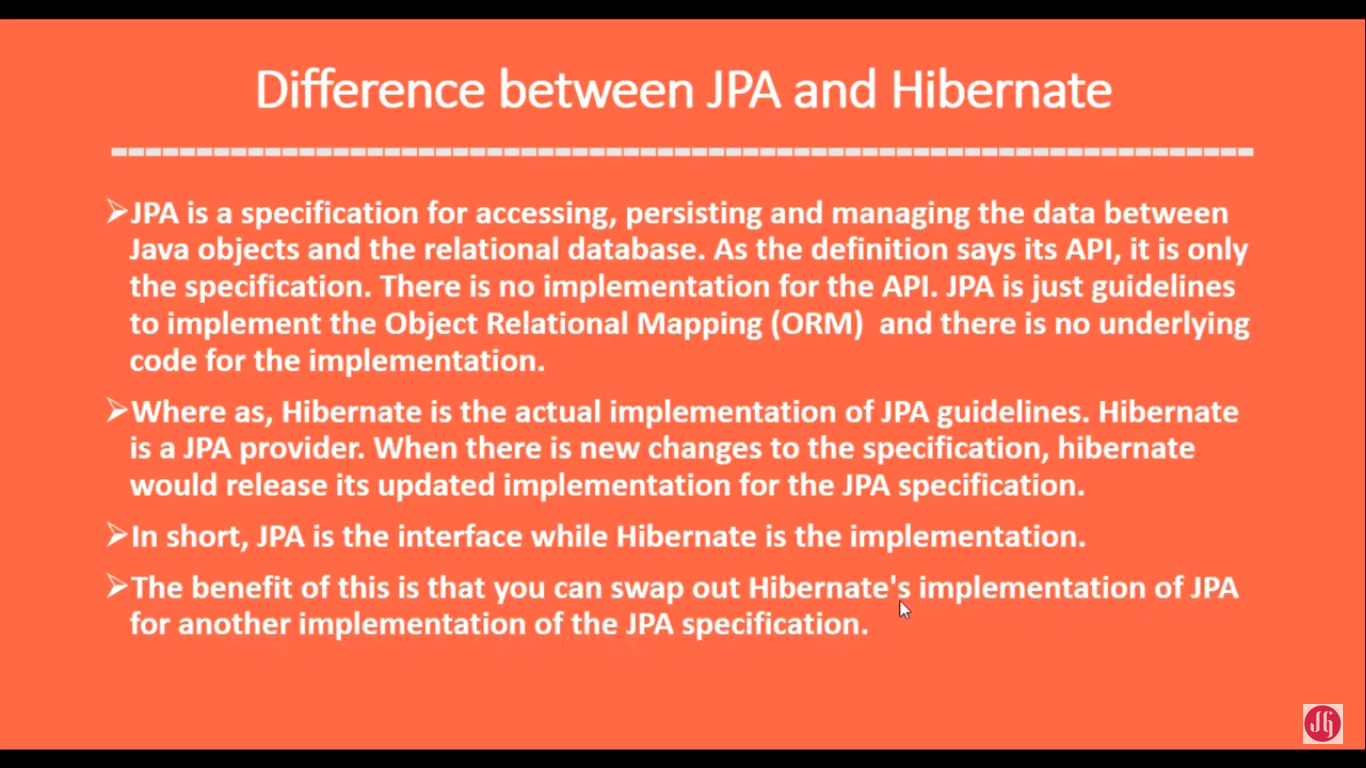 Difference between JPA and Hibernate
JPA is a specification for accessing, persisting and managing the data between
Java objects and the relational database. As the definition says its API, it is only
the specification. There is no implementation for the API. JPA is just guidelines
to implement the Object Relational Mapping (ORM)  and there is no underlying
code for the implementation.
Where as, Hibernate is the actual implementation of JPA guidelines. Hibernate
is a JPA provider. When there is new changes to the specification, hibernate
would release its updated implementation for the JPA specification.
In short, JPA is the interface while Hibernate is the implementation.
The benefit of this is that you can swap out Hibernate's implementation of JPA
for another implementation of the JPA specification.